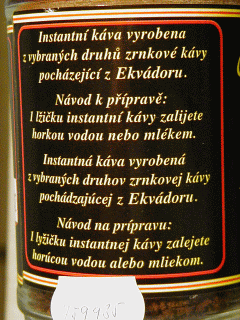 Instantní káva vyrobena
z vybraných druhů zrnkové kávy
pocházející z Ekvádoru.
Návod k přípravě:
1 lžičku instantní kávy zalijete
horkou vodou nebo mlékem.
Instantná káva vyrobená
z vybraných druhov zrnkovej kávy
pochádzajúcej z Ekvádoru.
Návod na prípravu:
1 lyžičku instantnej kávy zalejete
horúcou vodou alebo mliekom.